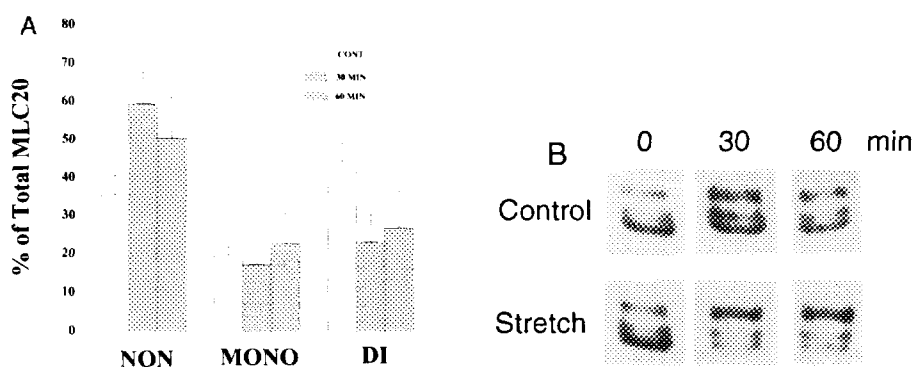 A
80
70
60
50
40
30
20
10
0
% of Total MLC20
CONT
30 MIN
60 MIN
NON MONO DI
B 0 30 60 min
Control
Stretch